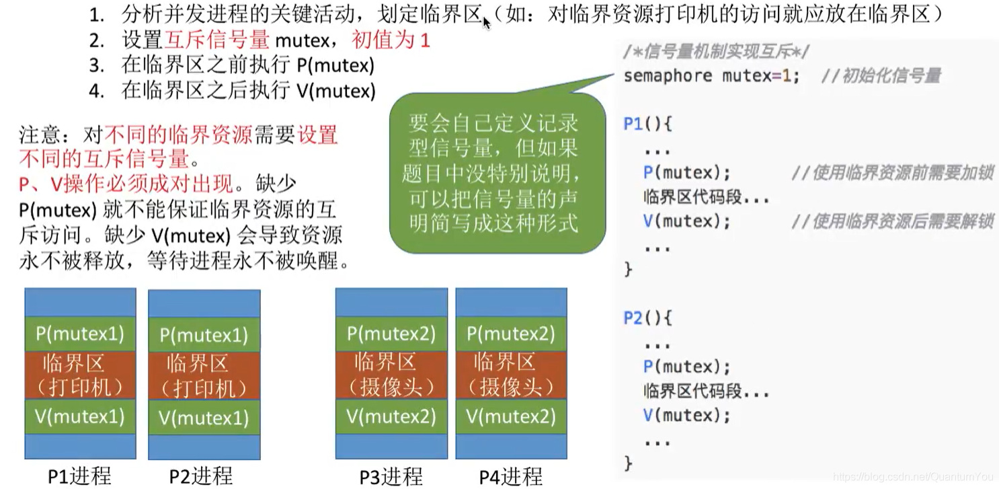 1. 分析并发进程的关键活动，划定临界区（如：对临界资源打印机的访问就应放在临界区）
2. 设置互斥信号量 mutex，初值为 1
3. 在临界区之前执行 P(mutex)
4. 在临界区之后执行 V(mutex)
注意：对不同的临界资源需要设置
不同的互斥信号量。
P、V操作必须成对出现。缺少
P(mutex) 就不能保证临界资源的互
斥访问。缺少 V(mutex) 会导致资源
永不被释放，等待进程永不被唤醒。
要会自己定义记录
型信号量，但如果
题目中没特别说明，
可以把信号量的声
明简写成这种形式
/*信号量机制实现互斥*/
semaphore mutex=1; //初始化信号量
P1(){
...
P(mutex); //使用临界资源前需要加锁
临界区代码段...
V(mutex); //使用临界资源后需要解锁
...
}
P2(){
...
P(mutex);
临界区代码段...
V(mutex);
...
}
P(mutex1)
临界区
（打印机）
V(mutex1)
P1进程
P(mutex1)
临界区
（打印机）
V(mutex1)
P2进程
P(mutex2)
临界区
（摄像头）
V(mutex2)
P3进程
P(mutex2)
临界区
（摄像头）
V(mutex2)
P4进程
https://blog.csdn.net/QuantumYou